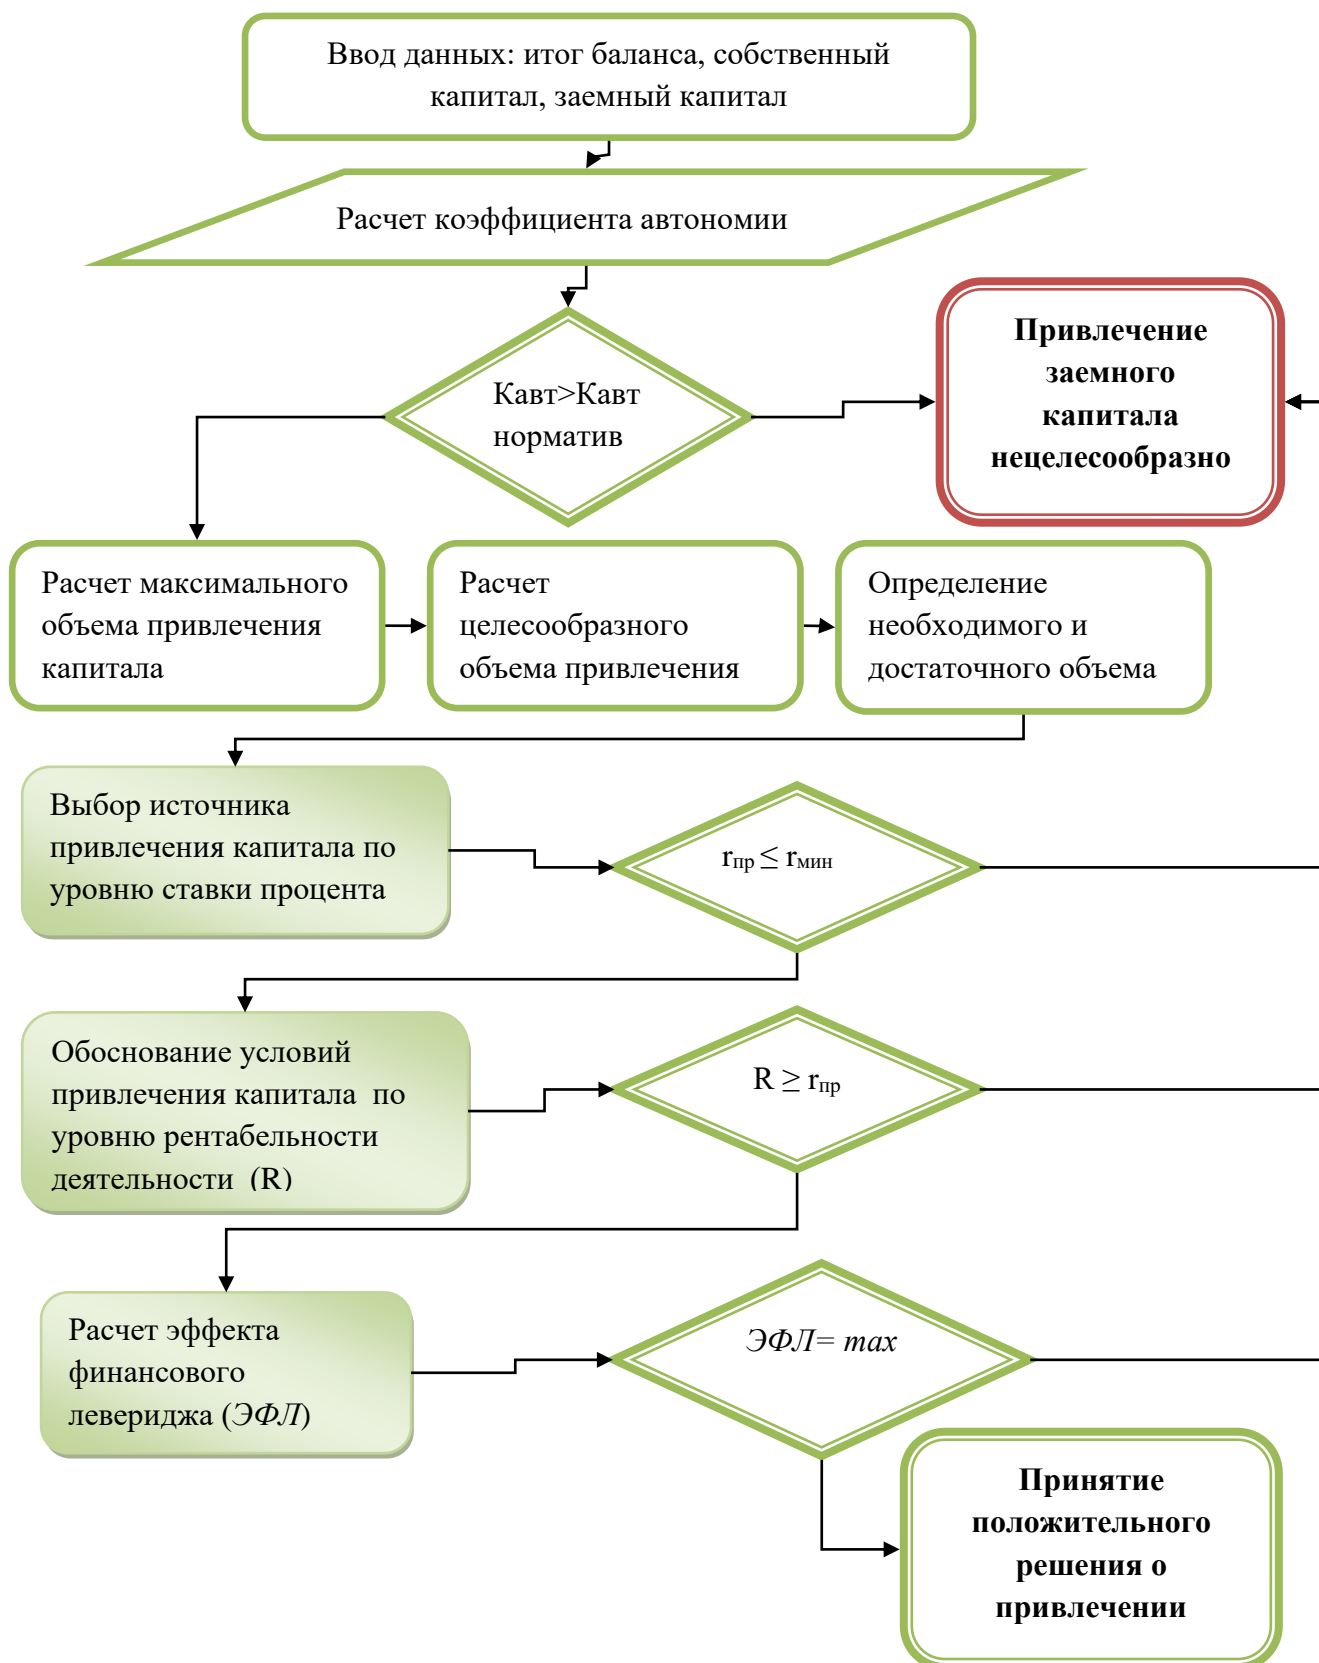 Ввод данных: итог баланса, собственный
капитал, заемный капитал
Расчет коэффициента автономии
Привлечение
заемного
капитала
нецелесообразно
Кавт>Кавт
норматив
Расчет максимального
объема привлечения
капитала
Расчет
целесообразного
объема привлечения
Определение
необходимого и
достаточного объема
Выбор источника
привлечения капитала по
уровню ставки процента
rпр ≤ rмин
Обоснование условий
привлечения капитала по
уровню рентабельности
деятельности (R)
R ≥ rпр
Расчет эффекта
финансового
левериджа (ЭФЛ)
ЭФЛ= max
Принятие
положительного
решения о
привлечении